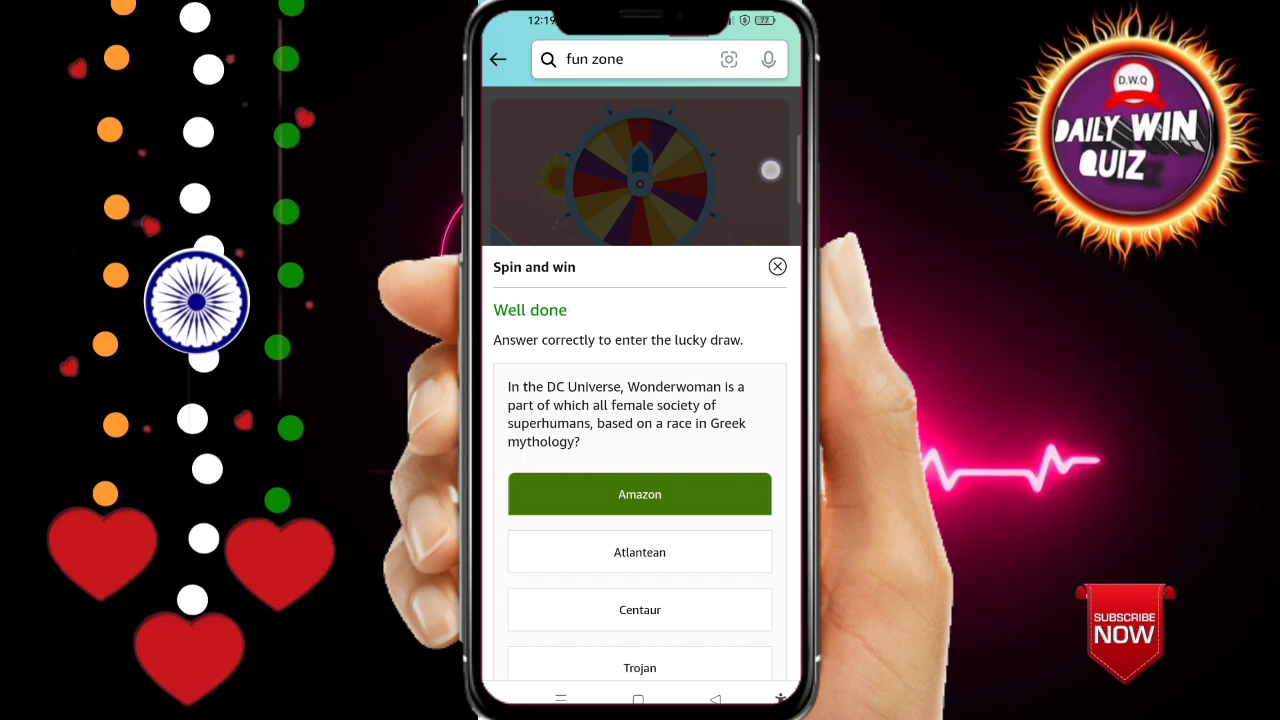 12:19
77
fun zone
D.W.Q
DAILY WIN
QUIZ
Spin and win
Well done
Answer correctly to enter the lucky draw.
In the DC Universe, Wonderwoman is a
part of which all female society of
superhumans, based on a race in Greek
mythology?
Amazon
Atlantean
Centaur
Trojan
SUBSCRIBE
NOW